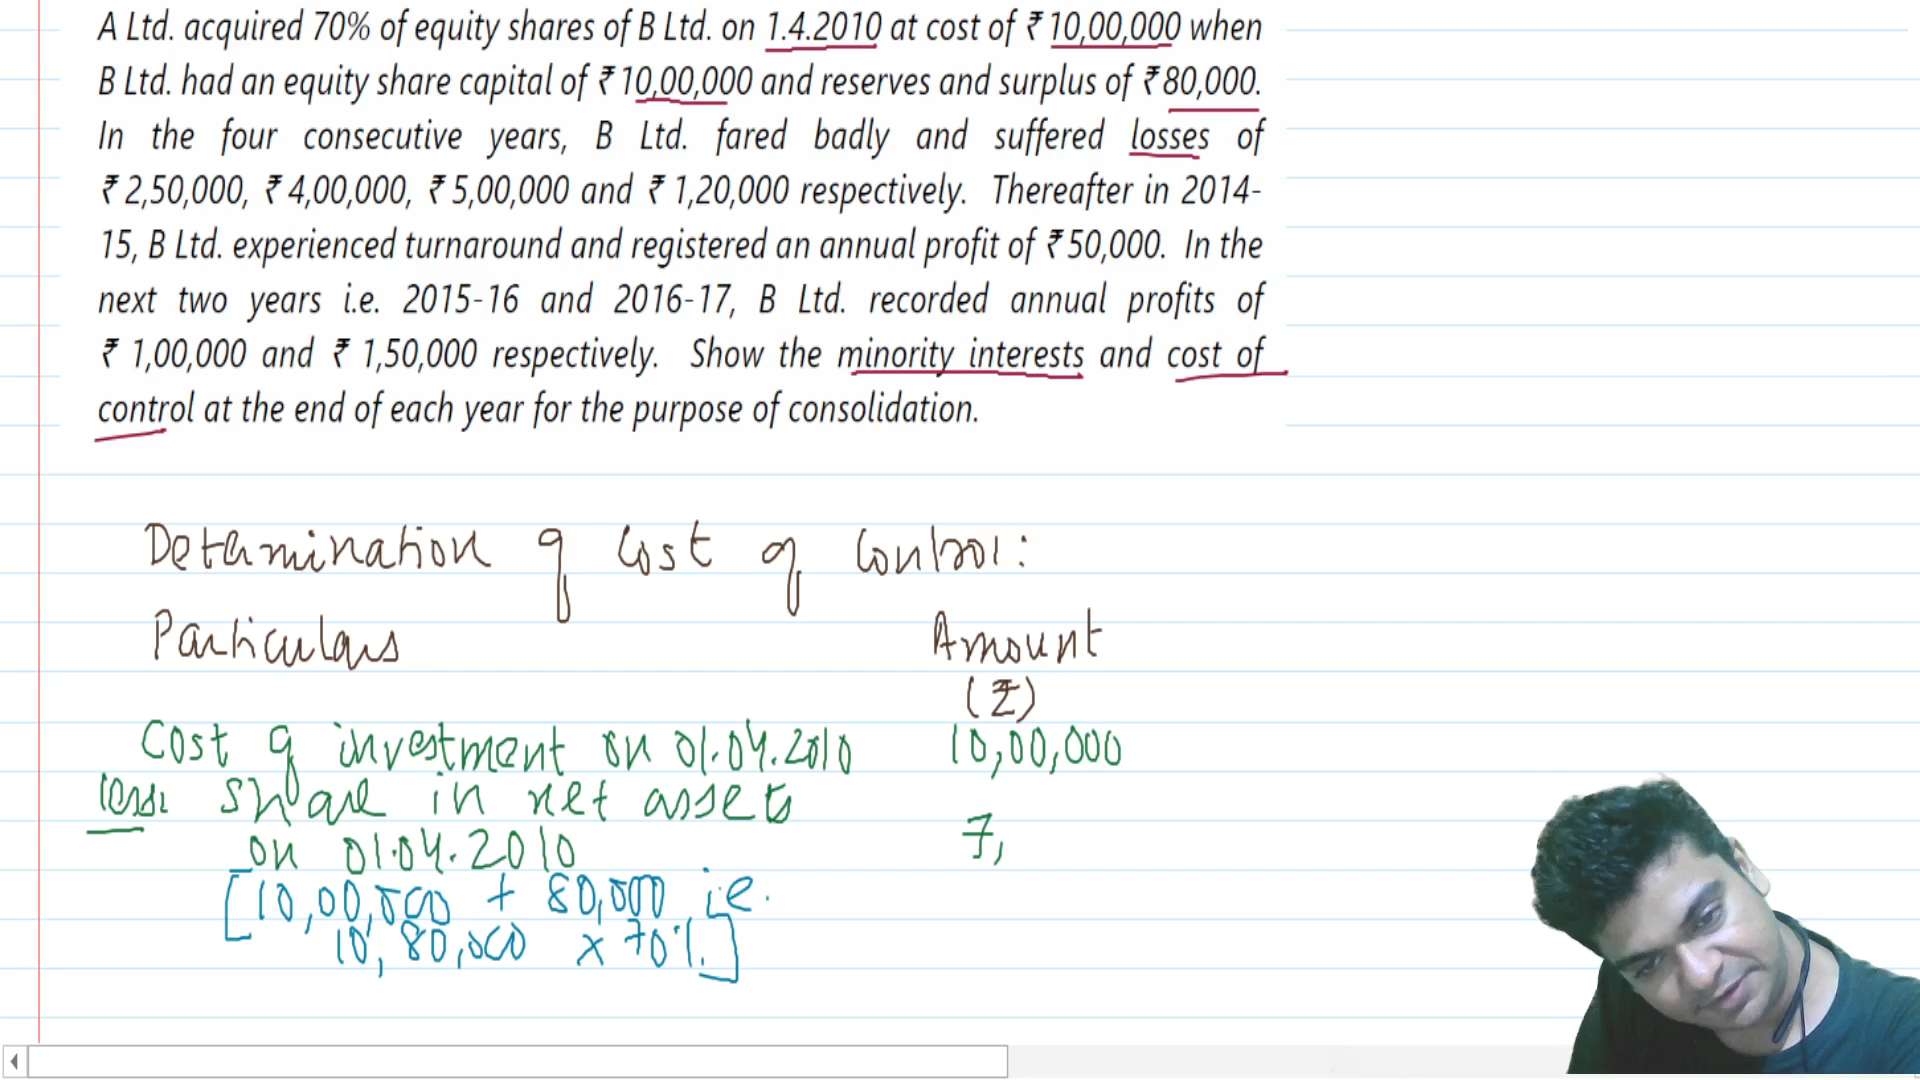 A Ltd. acquired 70% of equity shares of B Ltd. on 1.4.2010 at cost of ₹ 10,00,000 when
B Ltd. had an equity share capital of ₹ 10,00,000 and reserves and surplus of ₹ 80,000.
In the four consecutive years, B Ltd. fared badly and suffered losses of
₹ 2,50,000, ₹ 4,00,000, ₹ 5,00,000 and ₹ 1,20,000 respectively. Thereafter in 2014-
15, B Ltd. experienced turnaround and registered an annual profit of ₹ 50,000. In the
next two years i.e. 2015-16 and 2016-17, B Ltd. recorded annual profits of
₹ 1,00,000 and ₹ 1,50,000 respectively. Show the minority interests and cost of
control at the end of each year for the purpose of consolidation.
Determination of Cost of Control:
Particulars Amount
(₹)
Cost of investment on 01.04.2010 10,00,000
less: Share in net assets
on 01.04.2010 7,
[10,00,000 + 80,000 i.e.
10,80,000 x 70%]